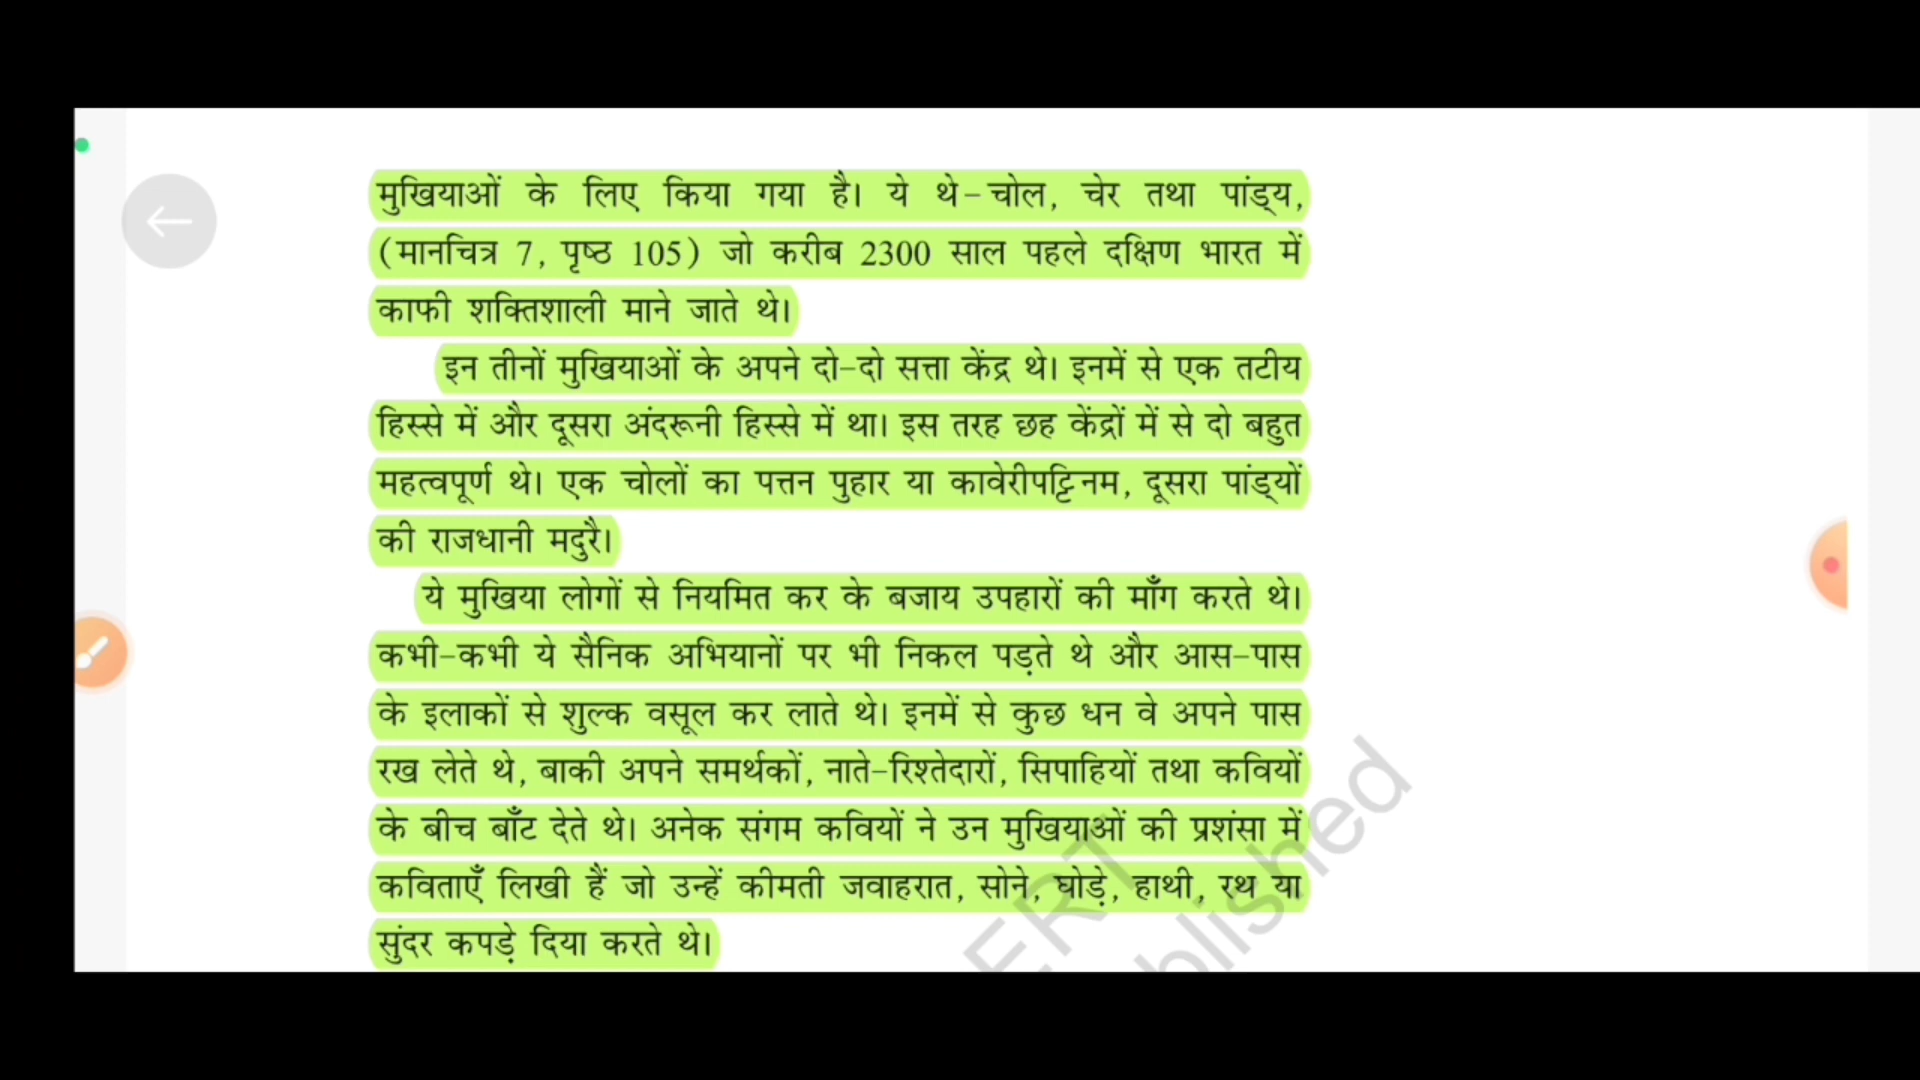 मुखियाओं के लिए किया गया है। ये थे-चोल, चेर तथा पांड्य,
(मानचित्र 7, पृष्ठ 105) जो करीब 2300 साल पहले दक्षिण भारत में
काफी शक्तिशाली माने जाते थे।
इन तीनों मुखियाओं के अपने दो-दो सत्ता केंद्र थे। इनमें से एक तटीय
हिस्से में और दूसरा अंदरूनी हिस्से में था। इस तरह छह केंद्रों में से दो बहुत
महत्वपूर्ण थे। एक चोलों का पत्तन पुहार या कावेरीपट्टिनम, दूसरा पांड्यों
की राजधानी मदुरै।
ये मुखिया लोगों से नियमित कर के बजाय उपहारों की माँग करते थे।
कभी-कभी ये सैनिक अभियानों पर भी निकल पड़ते थे और आस-पास
के इलाकों से शुल्क वसूल कर लाते थे। इनमें से कुछ धन वे अपने पास
रख लेते थे, बाकी अपने समर्थकों, नाते-रिश्तेदारों, सिपाहियों तथा कवियों
के बीच बाँट देते थे। अनेक संगम कवियों ने उन मुखियाओं की प्रशंसा में
कविताएँ लिखी हैं जो उन्हें कीमती जवाहरात, सोने, घोड़े, हाथी, रथ या
सुंदर कपड़े दिया करते थे।